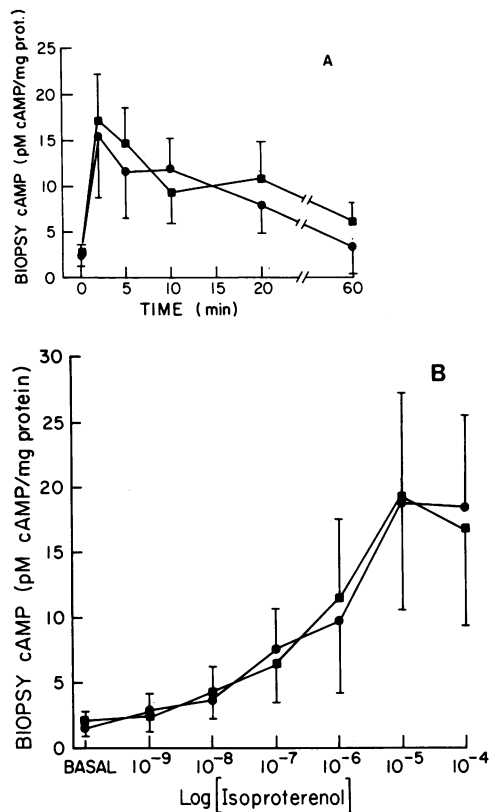 A
BIOPSY cAMP (pM cAMP/mg prot.)
25
20
15
10
5
0
0 5 10 20 60
TIME (min)
B
BIOPSY cAMP (pM cAMP/mg protein)
30
25
20
15
10
5
0
BASAL 10⁻⁹ 10⁻⁸ 10⁻⁷ 10⁻⁶ 10⁻⁵ 10⁻⁴
Log [Isoproterenol]